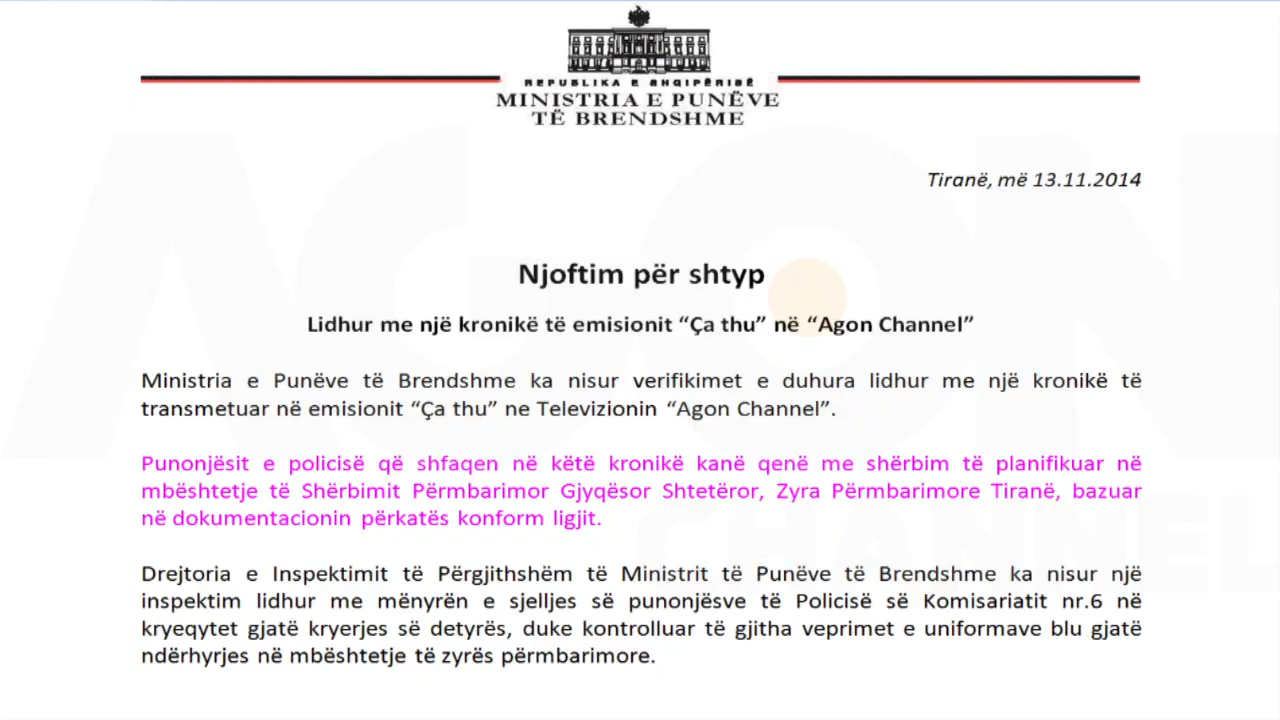 REPUBLIKA E SHQIPËRISË
MINISTRIA E PUNËVE
TË BRENDSHME
Tiranë, më 13.11.2014
Njoftim për shtyp
Lidhur me një kronikë të emisionit “Ça thu” në “Agon Channel”
Ministria e Punëve të Brendshme ka nisur verifikimet e duhura lidhur me një kronikë të
transmetuar në emisionit “Ça thu” ne Televizionin “Agon Channel”.
Punonjësit e policisë që shfaqen në këtë kronikë kanë qenë me shërbim të planifikuar në
mbështetje të Shërbimit Përmbarimor Gjyqësor Shtetëror, Zyra Përmbarimore Tiranë, bazuar
në dokumentacionin përkatës konform ligjit.
Drejtoria e Inspektimit të Përgjithshëm të Ministrit të Punëve të Brendshme ka nisur një
inspektim lidhur me mënyrën e sjelljes së punonjësve të Policisë së Komisariatit nr.6 në
kryeqytet gjatë kryerjes së detyrës, duke kontrolluar të gjitha veprimet e uniformave blu gjatë
ndërhyrjes në mbështetje të zyrës përmbarimore.
AGON
CHANNEL